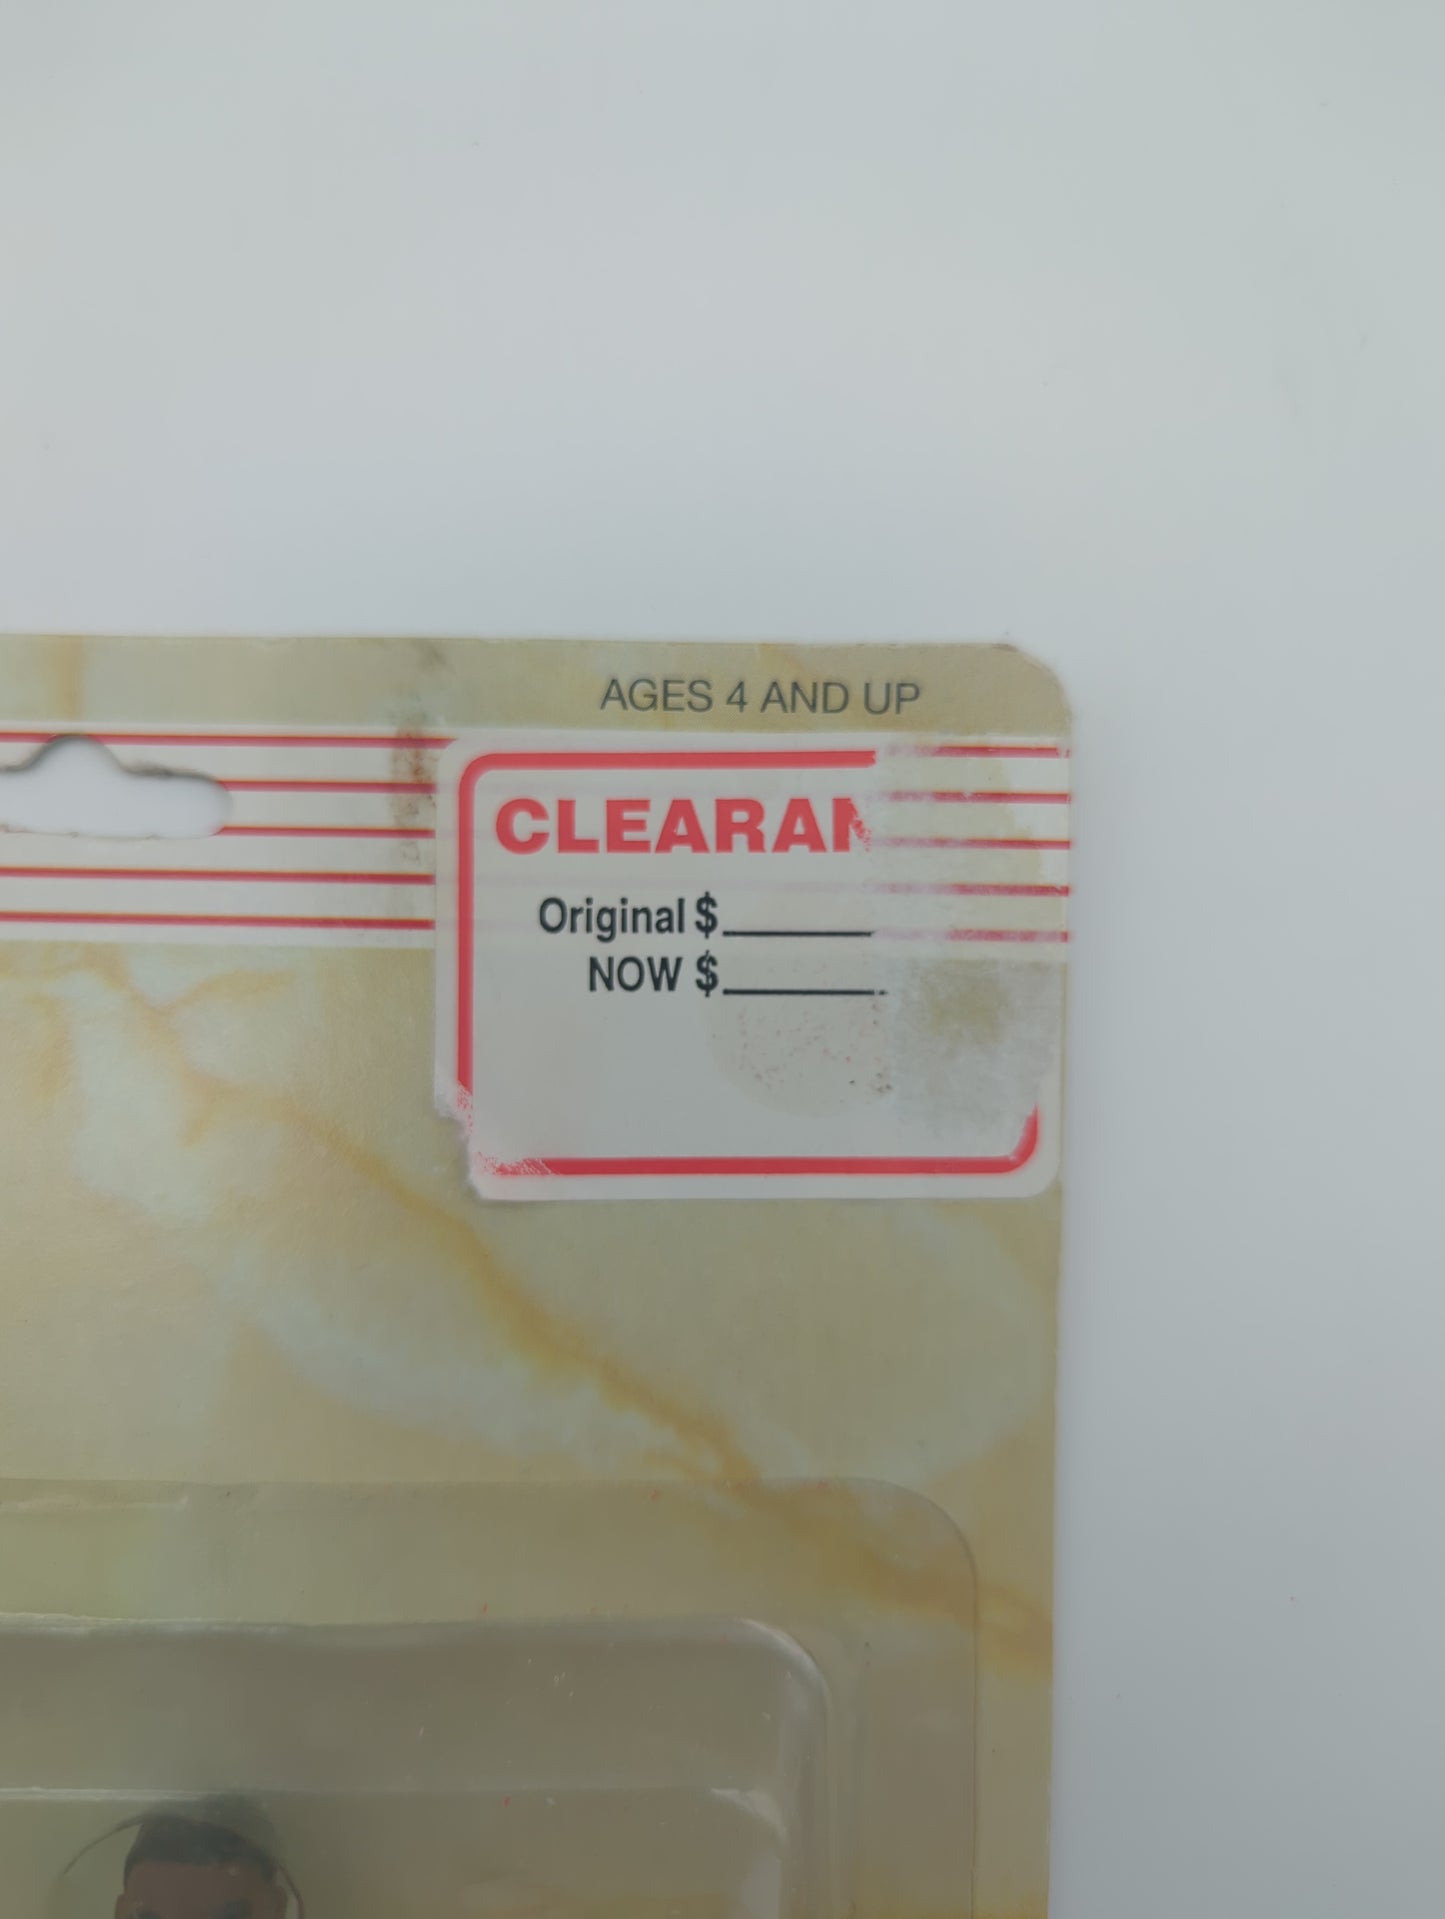 AGES 4 AND UP
CLEARAN
Original $
NOW $